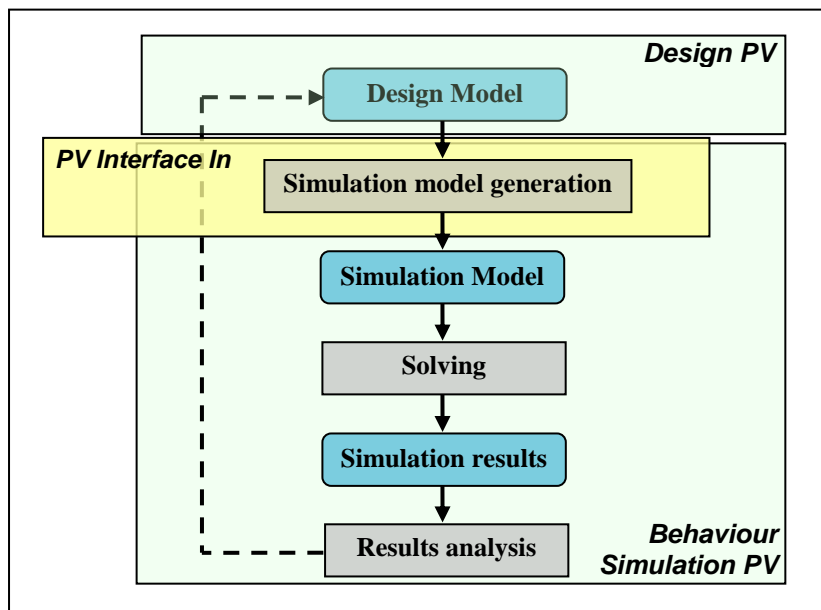 Design PV
Design Model
PV Interface In
Simulation model generation
Simulation Model
Solving
Simulation results
Results analysis
Behaviour
Simulation PV